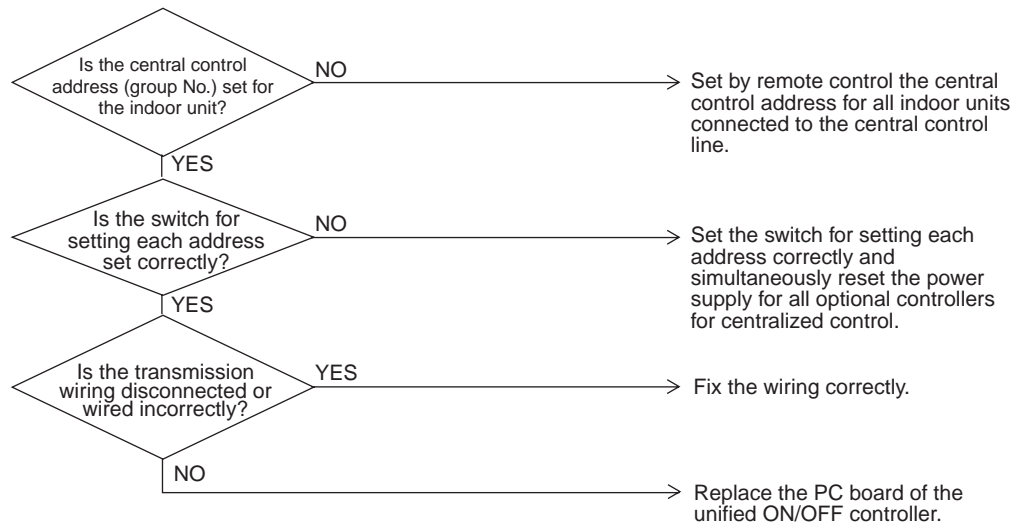 Is the central control
address (group No.) set for
the indoor unit?
NO
Set by remote control the central
control address for all indoor units
connected to the central control
line.
YES
Is the switch for
setting each address
set correctly?
NO
Set the switch for setting each
address correctly and
simultaneously reset the power
supply for all optional controllers
for centralized control.
YES
Is the transmission
wiring disconnected or
wired incorrectly?
YES
Fix the wiring correctly.
NO
Replace the PC board of the
unified ON/OFF controller.